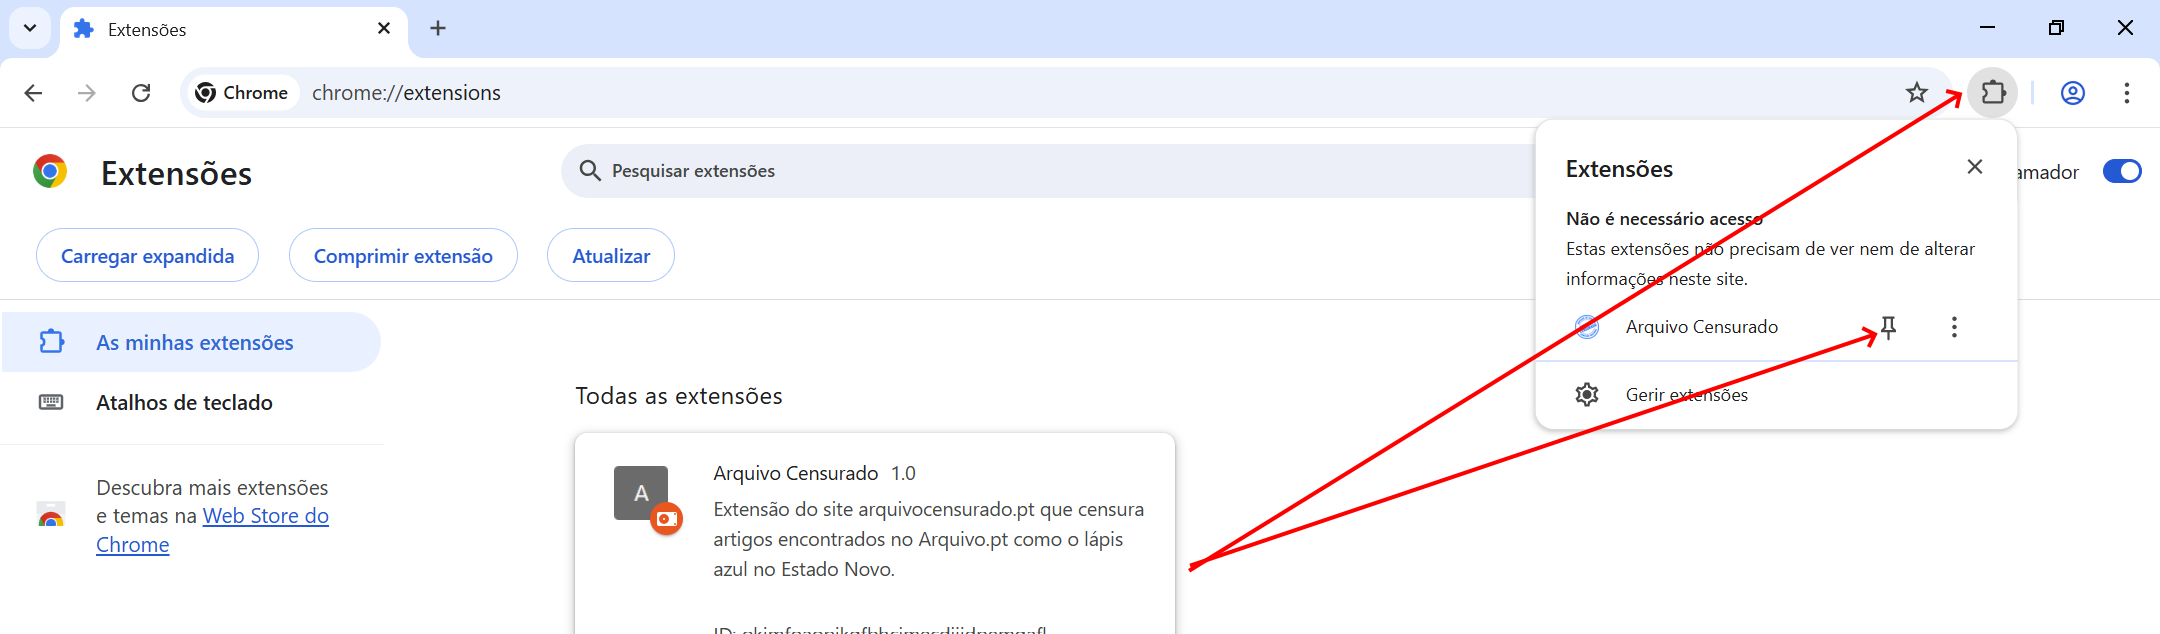 Extensões
Chrome
chrome://extensions
Extensões
Pesquisar extensões
amador
Carregar expandida
Comprimir extensão
Atualizar
Extensões
Não é necessário acesso
Estas extensões não precisam de ver nem de alterar
informações neste site.
Arquivo Censurado
Gerir extensões
As minhas extensões
Atalhos de teclado
Descubra mais extensões
e temas na Web Store do
Chrome
Todas as extensões
A
Arquivo Censurado 1.0
Extensão do site arquivocensurado.pt que censura
artigos encontrados no Arquivo.pt como o lápis
azul no Estado Novo.
ID: